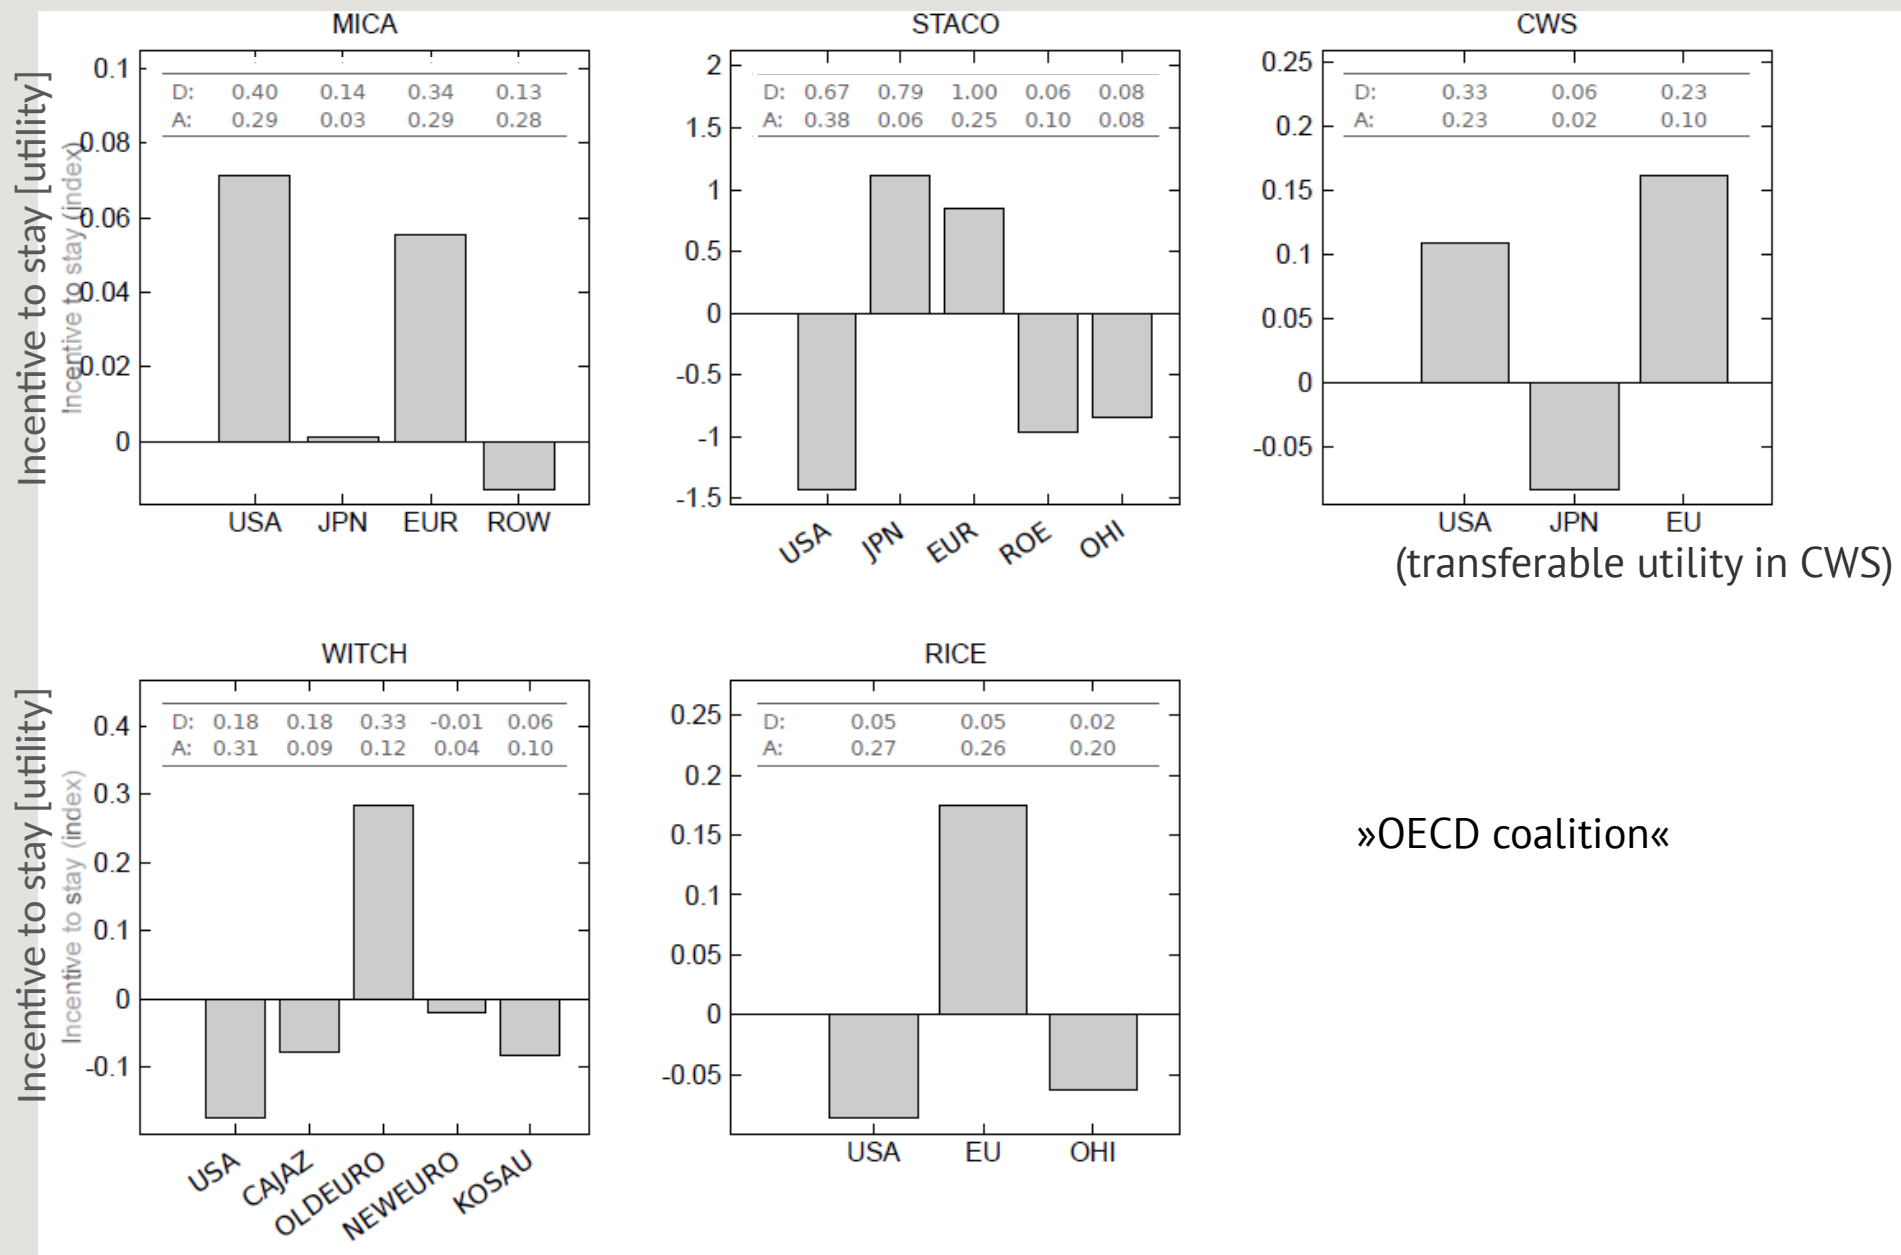 MICA
Incentive to stay [utility]
Incentive to stay (index)
0.1
0.08
0.06
0.04
0.02
0
D: 0.40 0.14 0.34 0.13
A: 0.29 0.03 0.29 0.28
USA JPN EUR ROW
STACO
2
1.5
1
0.5
0
-0.5
-1
-1.5
D: 0.67 0.79 1.00 0.06 0.08
A: 0.38 0.06 0.25 0.10 0.08
USA JPN EUR ROE OHI
CWS
0.25
0.2
0.15
0.1
0.05
0
-0.05
D: 0.33 0.06 0.23
A: 0.23 0.02 0.10
USA JPN EU
(transferable utility in CWS)
WITCH
Incentive to stay [utility]
Incentive to stay (index)
0.4
0.3
0.2
0.1
0
-0.1
D: 0.18 0.18 0.33 -0.01 0.06
A: 0.31 0.09 0.12 0.04 0.10
USA CAJAZ OLDEURO NEWEURO KOSAU
RICE
0.25
0.2
0.15
0.1
0.05
0
-0.05
D: 0.05 0.05 0.02
A: 0.27 0.26 0.20
USA EU OHI
»OECD coalition«